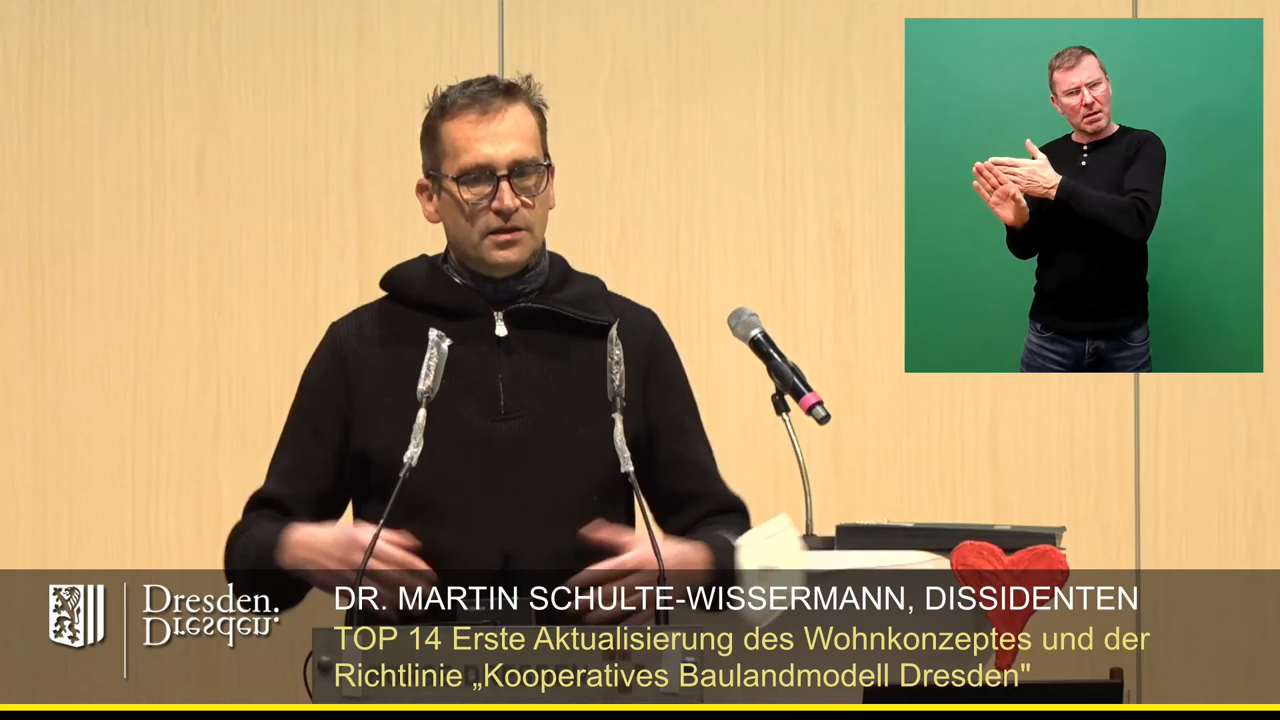 Dresden.
Dresden.
DR. MARTIN SCHULTE-WISSERMANN, DISSIDENTEN
TOP 14 Erste Aktualisierung des Wohnkonzeptes und der
Richtlinie „Kooperatives Baulandmodell Dresden"